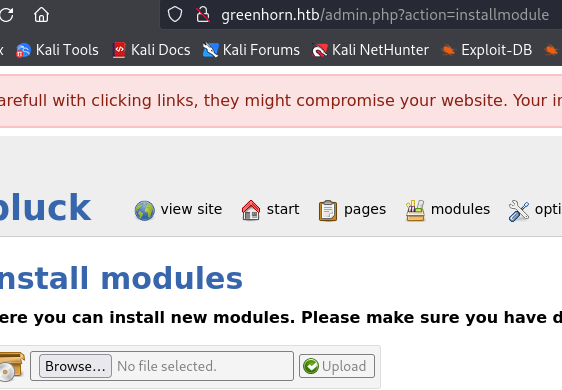 greenhorn.htb/admin.php?action=installmodule
Kali Tools Kali Docs Kali Forums Kali NetHunter Exploit-DB
carefull with clicking links, they might compromise your website. Your in
pluck view site start pages modules opti
nstall modules
ere you can install new modules. Please make sure you have d
Browse... No file selected. Upload